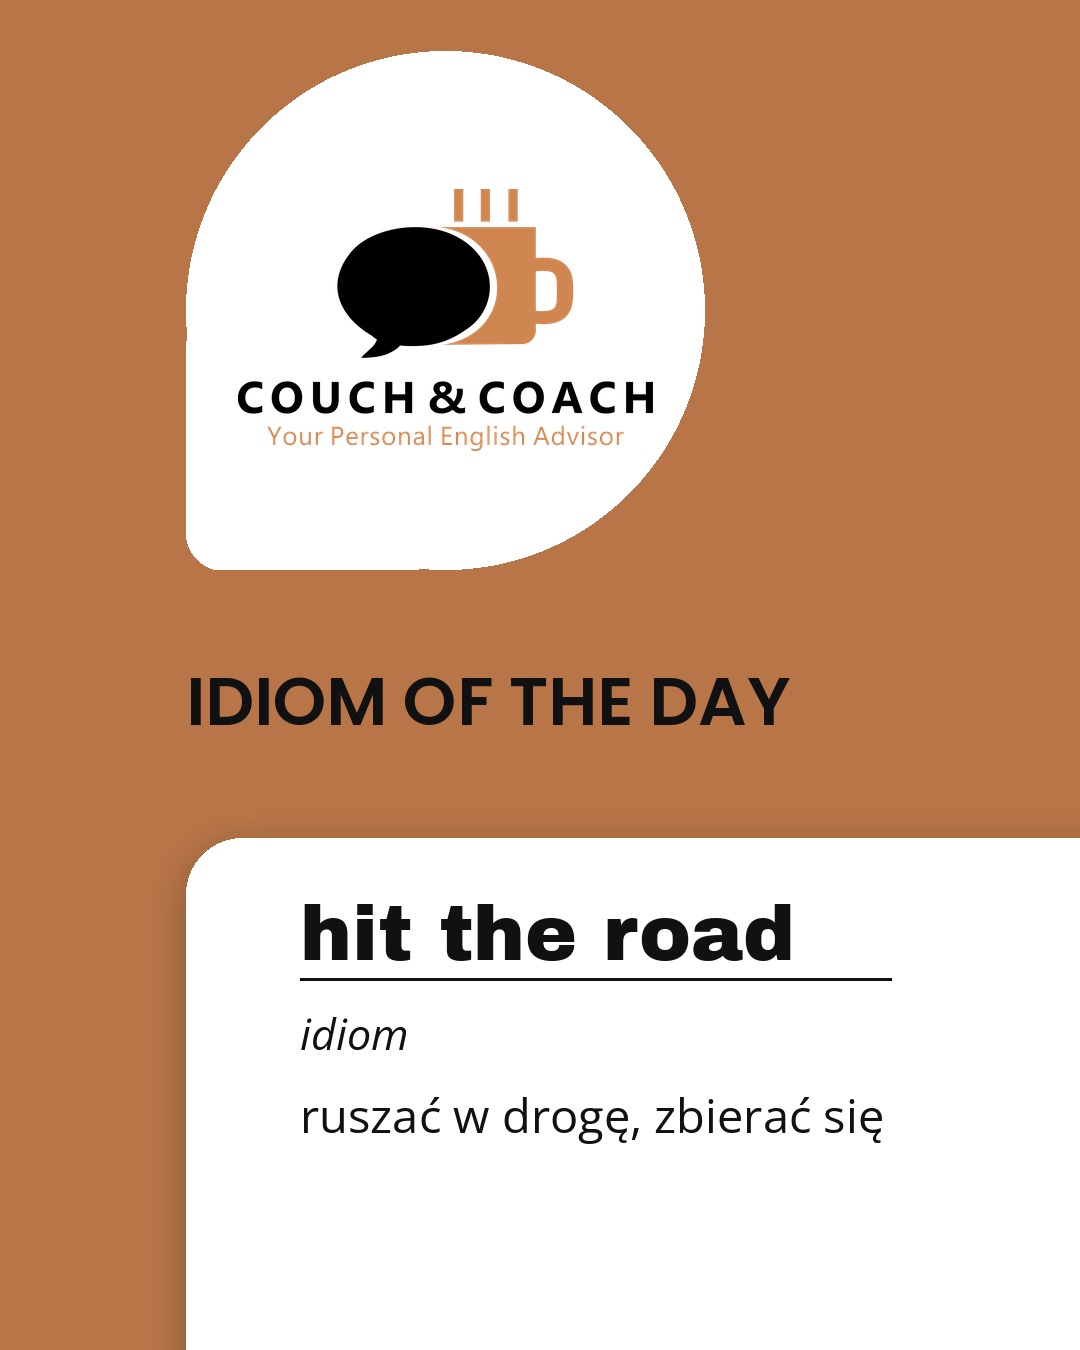 COUCH & COACH
Your Personal English Advisor
IDIOM OF THE DAY
hit the road
idiom
ruszać w drogę, zbierać się